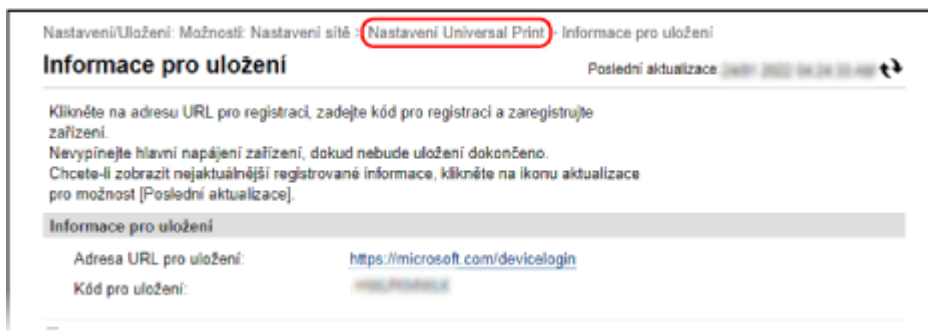 Nastavení/Uložení: Možnosti: Nastavení sítě > Nastavení Universal Print > Informace pro uložení
Informace pro uložení
Poslední aktualizace
Klikněte na adresu URL pro registraci, zadejte kód pro registraci a zaregistrujte
zařízení.
Nevypínejte hlavní napájení zařízení, dokud nebude uložení dokončeno.
Chcete-li zobrazit nejaktuálnější registrované informace, klikněte na ikonu aktualizace
pro možnost [Poslední aktualizace].
Informace pro uložení
Adresa URL pro uložení: https://microsoft.com/devicelogin
Kód pro uložení: